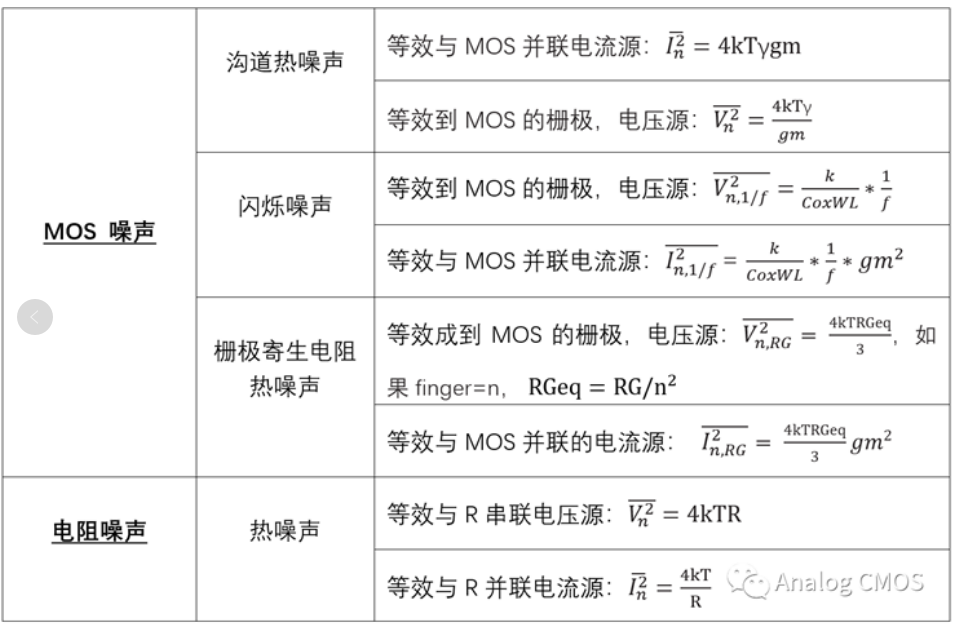 沟道热噪声
等效与 MOS 并联电流源: $\overline{I_n^2}$ = 4kTγgm
等效到 MOS 的栅极, 电压源: $\overline{V_n^2} = \frac{4kTγ}{gm}$
MOS 噪声
闪烁噪声
等效到 MOS 的栅极, 电压源: $\overline{V_{n,1/f}^2} = \frac{k}{CoxWL} * \frac{1}{f}$
等效与 MOS 并联电流源: $\overline{I_{n,1/f}^2} = \frac{k}{CoxWL} * \frac{1}{f} * gm^2$
栅极寄生电阻
热噪声
等效成到 MOS 的栅极, 电压源: $\overline{V_{n,RG}^2} = \frac{4kTRGeq}{3}$, 如
果 finger=n, RGeq = RG/n²
等效与 MOS 并联的电流源: $\overline{I_{n,RG}^2} = \frac{4kTRGeq}{3} gm^2$
电阻噪声
热噪声
等效与 R 串联电压源: $\overline{V_n^2}$ = 4kTR
等效与 R 并联电流源: $\overline{I_n^2} = \frac{4kT}{R}$
Analog CMOS